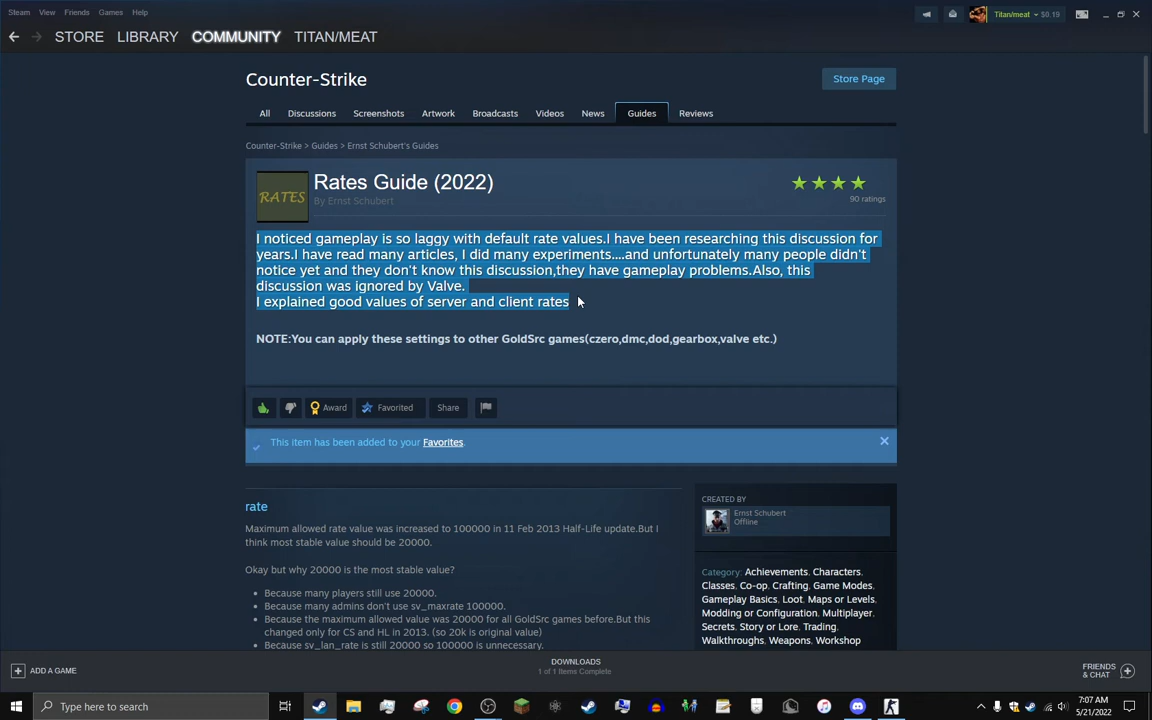 Steam View Friends Games Help
Titan/meat $0.19
STORE LIBRARY COMMUNITY TITAN/MEAT
Counter-Strike
Store Page
All Discussions Screenshots Artwork Broadcasts Videos News Guides Reviews
Counter-Strike > Guides > Ernst Schubert's Guides
RATES
Rates Guide (2022)
By Ernst Schubert
90 ratings
I noticed gameplay is so laggy with default rate values.I have been researching this discussion for
years.I have read many articles, I did many experiments....and unfortunately many people didn't
notice yet and they don't know this discussion,they have gameplay problems.Also, this
discussion was ignored by Valve.
I explained good values of server and client rates
NOTE:You can apply these settings to other GoldSrc games(czero,dmc,dod,gearbox,valve etc.)
Award Favorited Share
This item has been added to your Favorites.
rate
Maximum allowed rate value was increased to 100000 in 11 Feb 2013 Half-Life update.But I
think most stable value should be 20000.
Okay but why 20000 is the most stable value?
Because many players still use 20000.
Because many admins don't use sv_maxrate 100000.
Because the maximum allowed value was 20000 for all GoldSrc games before.But this
changed only for CS and HL in 2013. (so 20k is original value)
Because sv_lan_rate is still 20000 so 100000 is unnecessary.
CREATED BY
Ernst Schubert
Offline
Category: Achievements, Characters,
Classes, Co-op, Crafting, Game Modes,
Gameplay Basics, Loot, Maps or Levels,
Modding or Configuration, Multiplayer,
Secrets, Story or Lore, Trading,
Walkthroughs, Weapons, Workshop
ADD A GAME
DOWNLOADS
1 of 1 Items Complete
FRIENDS
& CHAT
Type here to search
7:07 AM
5/21/2022